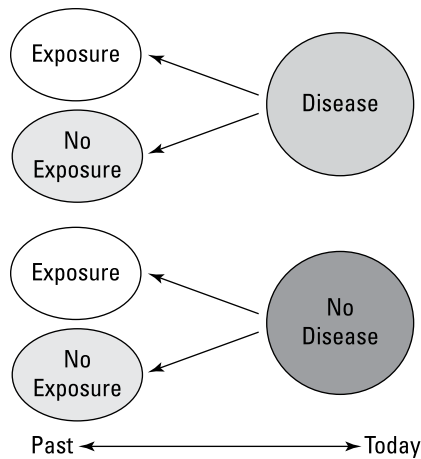 Exposure
Disease
No
Exposure
Exposure
No
Disease
No
Exposure
Past
Today